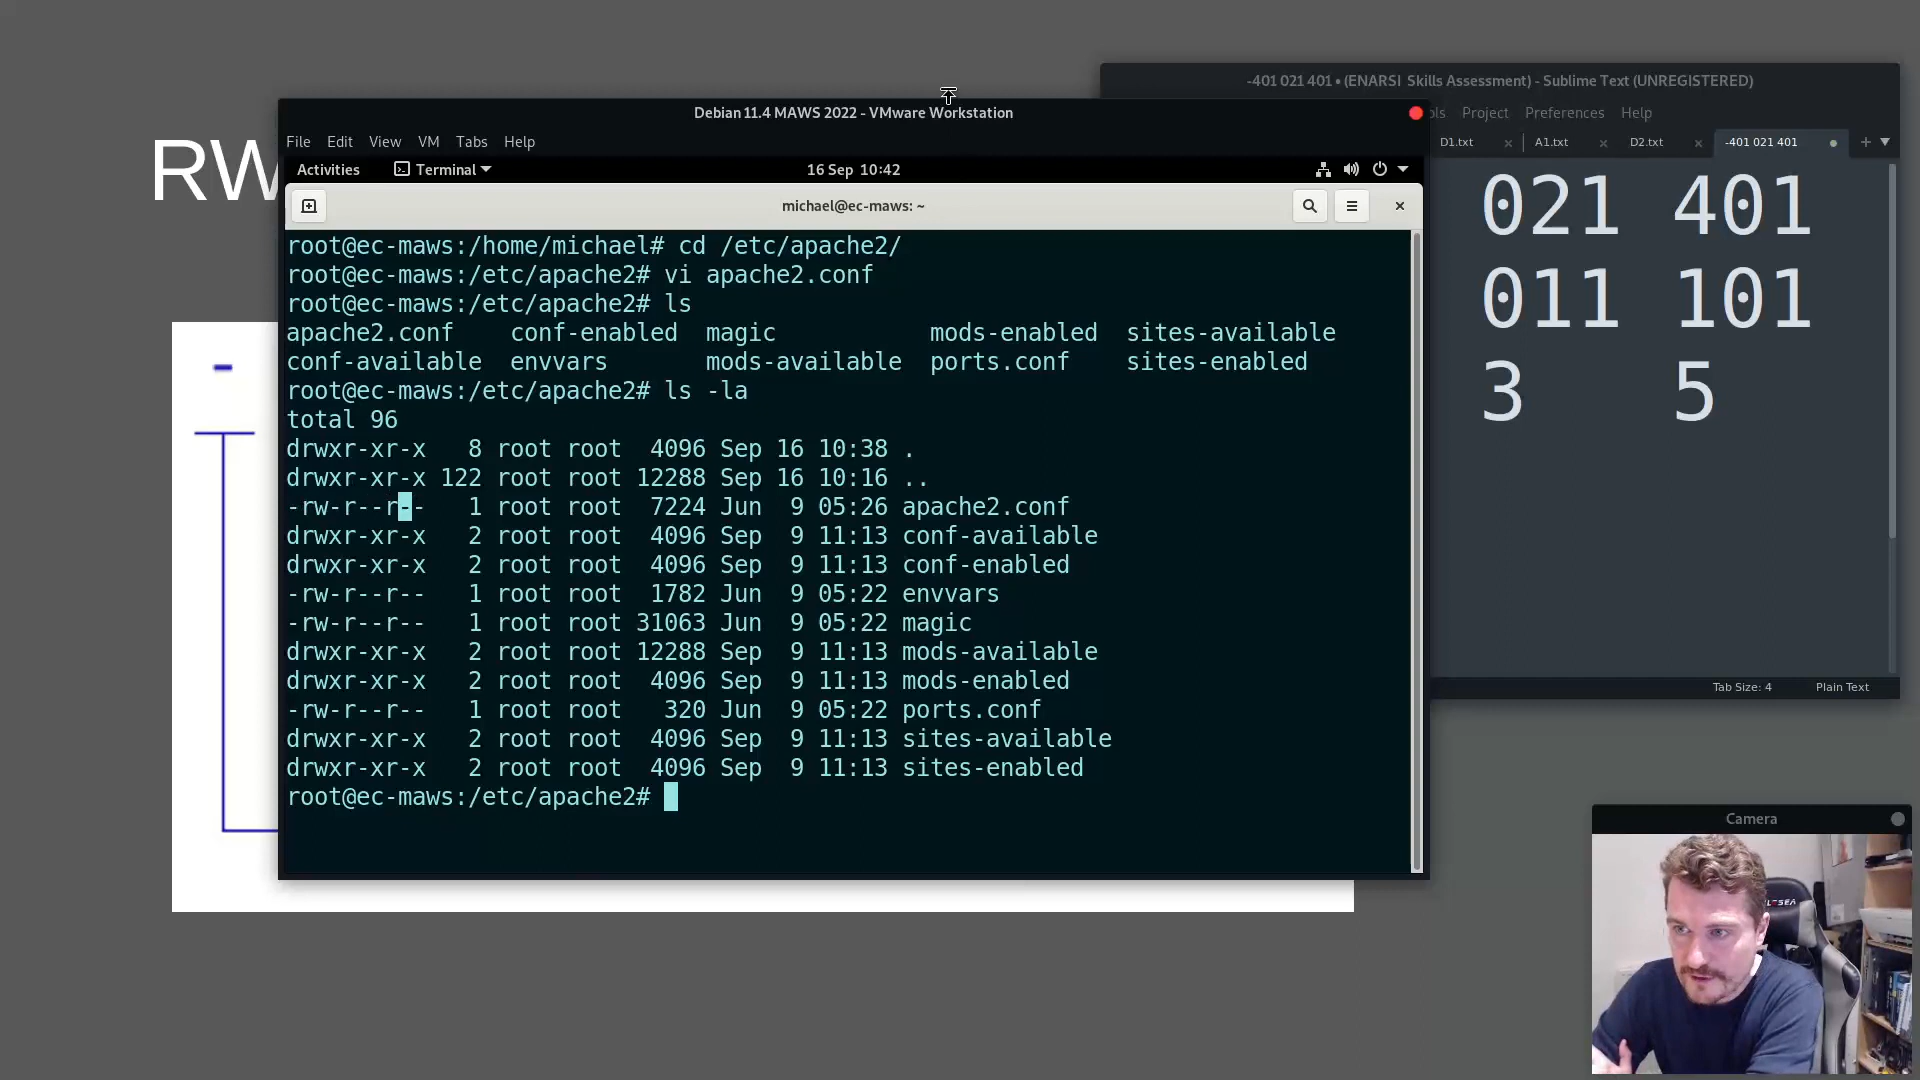 -401 021 401 • (ENARSI Skills Assessment) - Sublime Text (UNREGISTERED)
Project Preferences Help
D1.txt A1.txt D2.txt -401 021 401
021 401
011 101
3 5
Tab Size: 4 Plain Text
RW
-
Debian 11.4 MAWS 2022 - VMware Workstation
File Edit View VM Tabs Help
Activities Terminal 16 Sep 10:42
michael@ec-maws: ~
root@ec-maws:/home/michael# cd /etc/apache2/
root@ec-maws:/etc/apache2# vi apache2.conf
root@ec-maws:/etc/apache2# ls
apache2.conf conf-enabled magic mods-enabled sites-available
conf-available envvars mods-available ports.conf sites-enabled
root@ec-maws:/etc/apache2# ls -la
total 96
drwxr-xr-x 8 root root 4096 Sep 16 10:38 .
drwxr-xr-x 122 root root 12288 Sep 16 10:16 ..
-rw-r--r-- 1 root root 7224 Jun 9 05:26 apache2.conf
drwxr-xr-x 2 root root 4096 Sep 9 11:13 conf-available
drwxr-xr-x 2 root root 4096 Sep 9 11:13 conf-enabled
-rw-r--r-- 1 root root 1782 Jun 9 05:22 envvars
-rw-r--r-- 1 root root 31063 Jun 9 05:22 magic
drwxr-xr-x 2 root root 12288 Sep 9 11:13 mods-available
drwxr-xr-x 2 root root 4096 Sep 9 11:13 mods-enabled
-rw-r--r-- 1 root root 320 Jun 9 05:22 ports.conf
drwxr-xr-x 2 root root 4096 Sep 9 11:13 sites-available
drwxr-xr-x 2 root root 4096 Sep 9 11:13 sites-enabled
root@ec-maws:/etc/apache2#
Camera